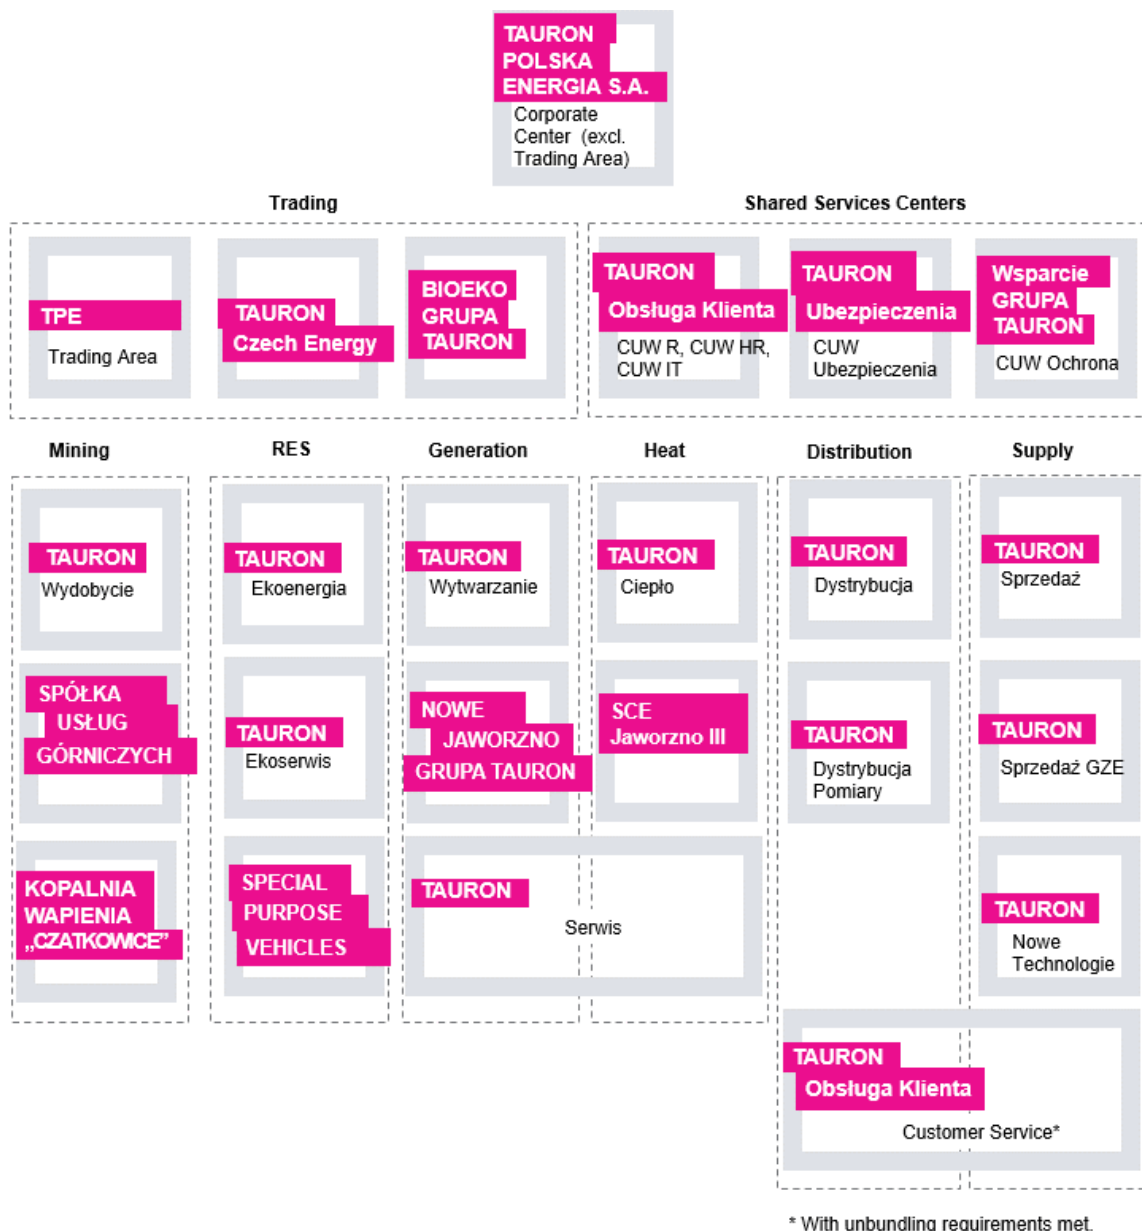 TAURON
POLSKA
ENERGIA S.A.
Corporate
Center (excl.
Trading Area)
Trading
Shared Services Centers
TPE
Trading Area
TAURON
Czech Energy
BIOEKO
GRUPA
TAURON
TAURON
Obsługa Klienta
CUW R, CUW HR,
CUW IT
TAURON
Ubezpieczenia
CUW
Ubezpieczenia
Wsparcie
GRUPA
TAURON
CUW Ochrona
Mining
RES
Generation
Heat
Distribution
Supply
TAURON
Wydobycie
TAURON
Ekoenergia
TAURON
Wytwarzanie
TAURON
Ciepło
TAURON
Dystrybucja
TAURON
Sprzedaź
SPÓŁKA
USŁUG
GÓRNICZYCH
TAURON
Ekoserwis
NOWE
JAWORZNO
GRUPA TAURON
SCE
Jaworzno III
TAURON
Dystrybucja
Pomiary
TAURON
Sprzedaź GZE
KOPALNIA
WAPIENIA
„CZATKOWICE”
SPECIAL
PURPOSE
VEHICLES
TAURON
Serwis
TAURON
Nowe
Technologie
TAURON
Obsługa Klienta
Customer Service*
* With unbundling requirements met.